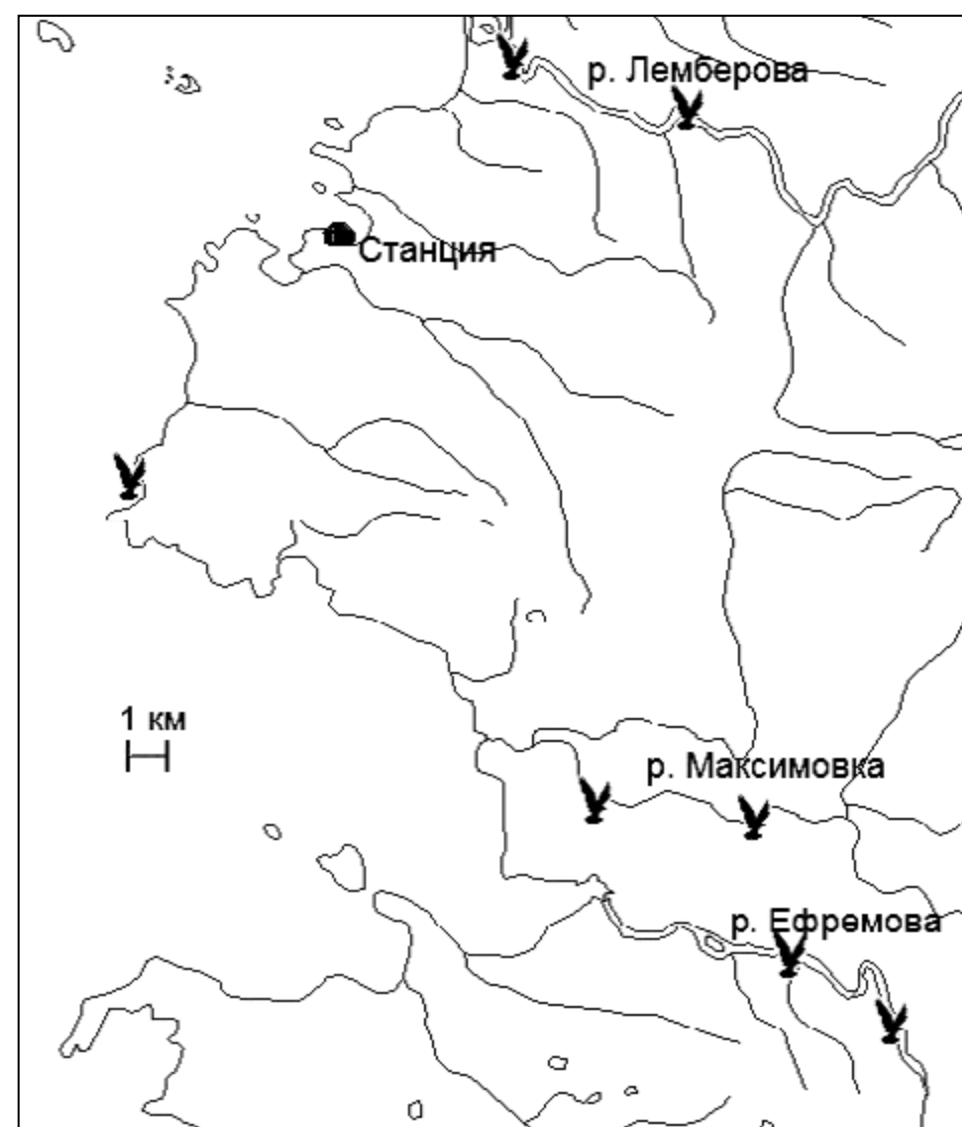 р. Лемберова
Станция
1 км
р. Максимовка
р. Ефремова